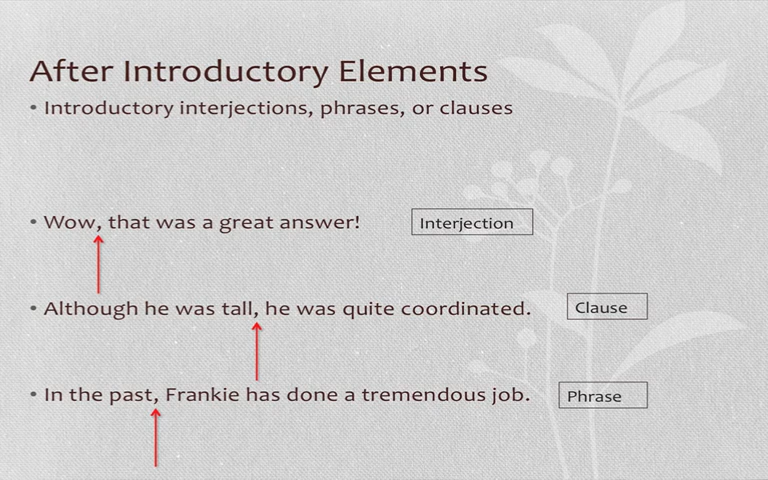 After Introductory Elements
• Introductory interjections, phrases, or clauses
• Wow, that was a great answer! Interjection
• Although he was tall, he was quite coordinated. Clause
• In the past, Frankie has done a tremendous job. Phrase